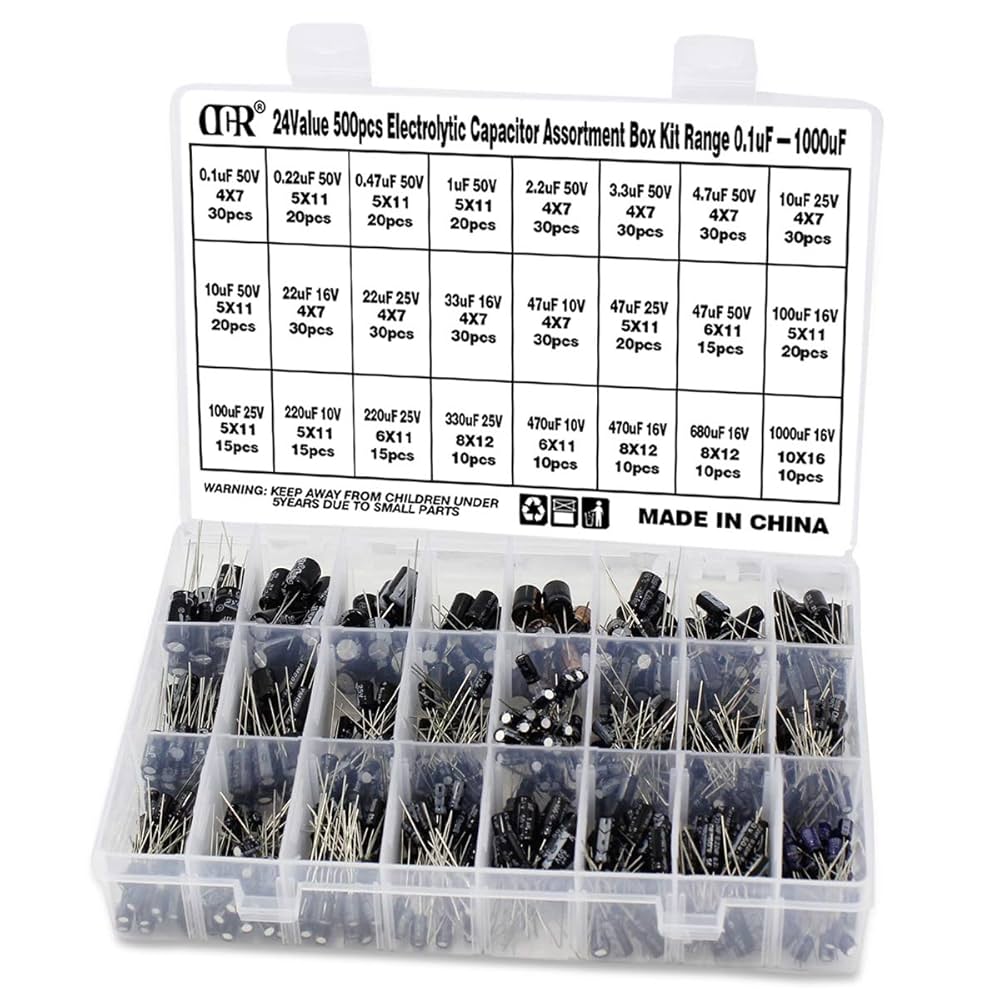 DGR® 24Value 500pcs Electrolytic Capacitor Assortment Box Kit Range 0.1uF — 1000uF
0.1uF 50V
4X7
30pcs
0.22uF 50V
5X11
20pcs
0.47uF 50V
5X11
20pcs
1uF 50V
5X11
20pcs
2.2uF 50V
4X7
30pcs
3.3uF 50V
4X7
30pcs
4.7uF 50V
4X7
30pcs
10uF 25V
4X7
30pcs
10uF 50V
5X11
20pcs
22uF 16V
4X7
30pcs
22uF 25V
4X7
30pcs
33uF 16V
4X7
30pcs
47uF 10V
4X7
30pcs
47uF 25V
5X11
20pcs
47uF 50V
6X11
15pcs
100uF 16V
5X11
20pcs
100uF 25V
5X11
15pcs
220uF 10V
5X11
15pcs
220uF 25V
6X11
15pcs
330uF 25V
8X12
10pcs
470uF 10V
6X11
10pcs
470uF 16V
8X12
10pcs
680uF 16V
8X12
10pcs
1000uF 16V
10X16
10pcs
WARNING: KEEP AWAY FROM CHILDREN UNDER
5YEARS DUE TO SMALL PARTS
MADE IN CHINA